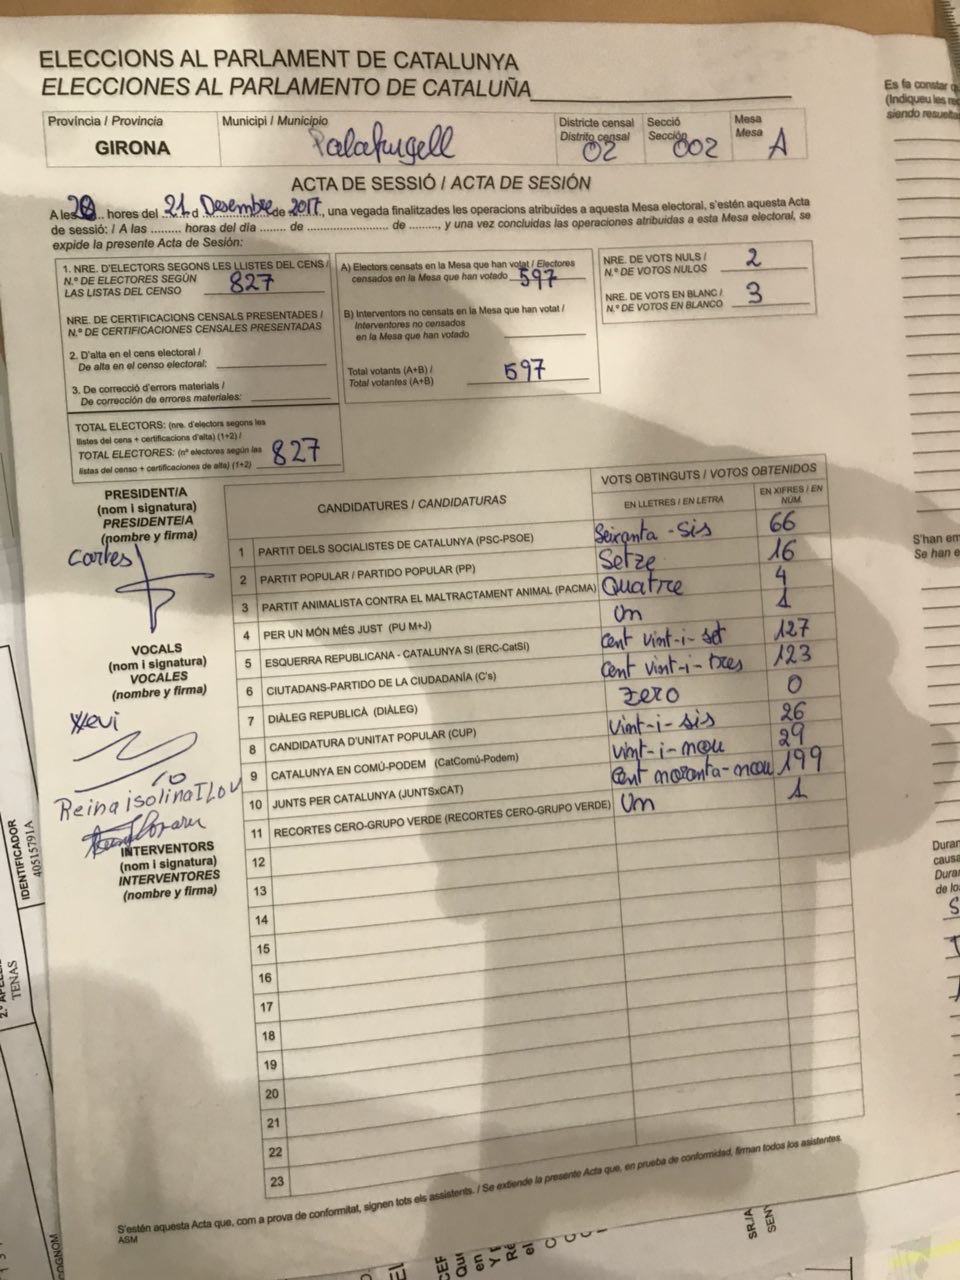 ELECCIONS AL PARLAMENT DE CATALUNYA
ELECCIONES AL PARLAMENTO DE CATALUÑA
Província / Provincia
GIRONA
Municipi / Municipio
Palafrugell
Districte censal
Distrito censal
02
Secció
Sección
002
Mesa
Mesa
A
ACTA DE SESSIÓ / ACTA DE SESIÓN
A les 20 hores del 21 d Desembre de 2017, una vegada finalitzades les operacions atribuïdes a aquesta Mesa electoral, s'estén aquesta Acta
de sessió: / A las ......... horas del día ....... de ...................... de ........, y una vez concluidas las operaciones atribuidas a esta Mesa electoral, se
expide la presente Acta de Sesión:
1. NRE. D'ELECTORS SEGONS LES LLISTES DEL CENS /
N.º DE ELECTORES SEGÚN
LAS LISTAS DEL CENSO 827
NRE. DE CERTIFICACIONS CENSALS PRESENTADES /
N.º DE CERTIFICACIONES CENSALES PRESENTADAS
2. D'alta en el cens electoral /
De alta en el censo electoral:
3. De correcció d'errors materials /
De corrección de errores materiales:
TOTAL ELECTORS: (nre. d'electors segons les
llistes del cens + certificacions d'alta) (1+2) /
TOTAL ELECTORES: (nº electores según las
listas del censo + certificaciones de alta) (1+2) 827
A) Electors censats en la Mesa que han votat / Electores
censados en la Mesa que han votado 597
B) Interventors no censats en la Mesa que han votat /
Interventores no censados
en la Mesa que han votado
Total votants (A+B) /
Total votantes (A+B) 597
NRE. DE VOTS NULS /
N.º DE VOTOS NULOS 2
NRE. DE VOTS EN BLANC /
N.º DE VOTOS EN BLANCO 3
PRESIDENT/A
(nom i signatura)
PRESIDENTE/A
(nombre y firma)
Cortes
VOCALS
(nom i signatura)
VOCALES
(nombre y firma)
Xevi
Reina isolina
INTERVENTORS
(nom i signatura)
INTERVENTORES
(nombre y firma)
CANDIDATURES / CANDIDATURAS
VOTS OBTINGUTS / VOTOS OBTENIDOS
EN LLETRES / EN LETRA
EN XIFRES / EN NÚM.
1 PARTIT DELS SOCIALISTES DE CATALUNYA (PSC-PSOE) Seixanta-sis 66
2 PARTIT POPULAR / PARTIDO POPULAR (PP) Setze 16
3 PARTIT ANIMALISTA CONTRA EL MALTRACTAMENT ANIMAL (PACMA) Quatre 4
4 PER UN MÓN MÉS JUST (PU M+J) Un 1
5 ESQUERRA REPUBLICANA - CATALUNYA SI (ERC-CatSí) Cent vint-i-set 127
6 CIUTADANS-PARTIDO DE LA CIUDADANÍA (C's) Cent vint-i-tres 123
7 DIÀLEG REPUBLICÀ (DIÀLEG) Zero 0
8 CANDIDATURA D'UNITAT POPULAR (CUP) Vint-i-sis 26
9 CATALUNYA EN COMÚ-PODEM (CatComú-Podem) Vint-i-nou 29
10 JUNTS PER CATALUNYA (JUNTSxCAT) Cent noranta-nou 199
11 RECORTES CERO-GRUPO VERDE (RECORTES CERO-GRUPO VERDE) Un 1
12
13
14
15
16
17
18
19
20
21
22
23
S'estén aquesta Acta que, com a prova de conformitat, signen tots els assistents. / Se extiende la presente Acta que, en prueba de conformidad, firman todos los asistentes.
ASM
Es fa constar
(Indiqueu les
siendo
S'han
Se han
Duran
causa
Duran
de lo
IDENTIFICADOR
40515791A
TENAS